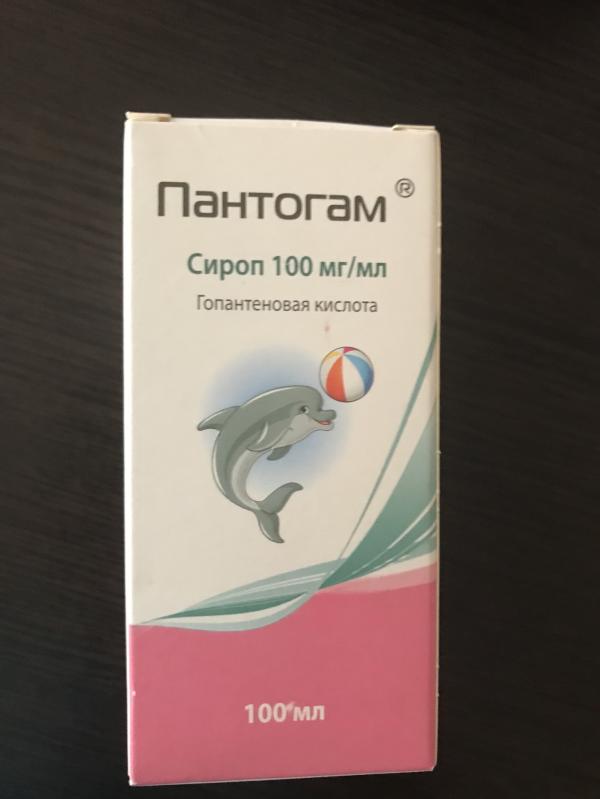 Пантогам ®
Сироп 100 мг/мл
Гопантеновая кислота
100 мл